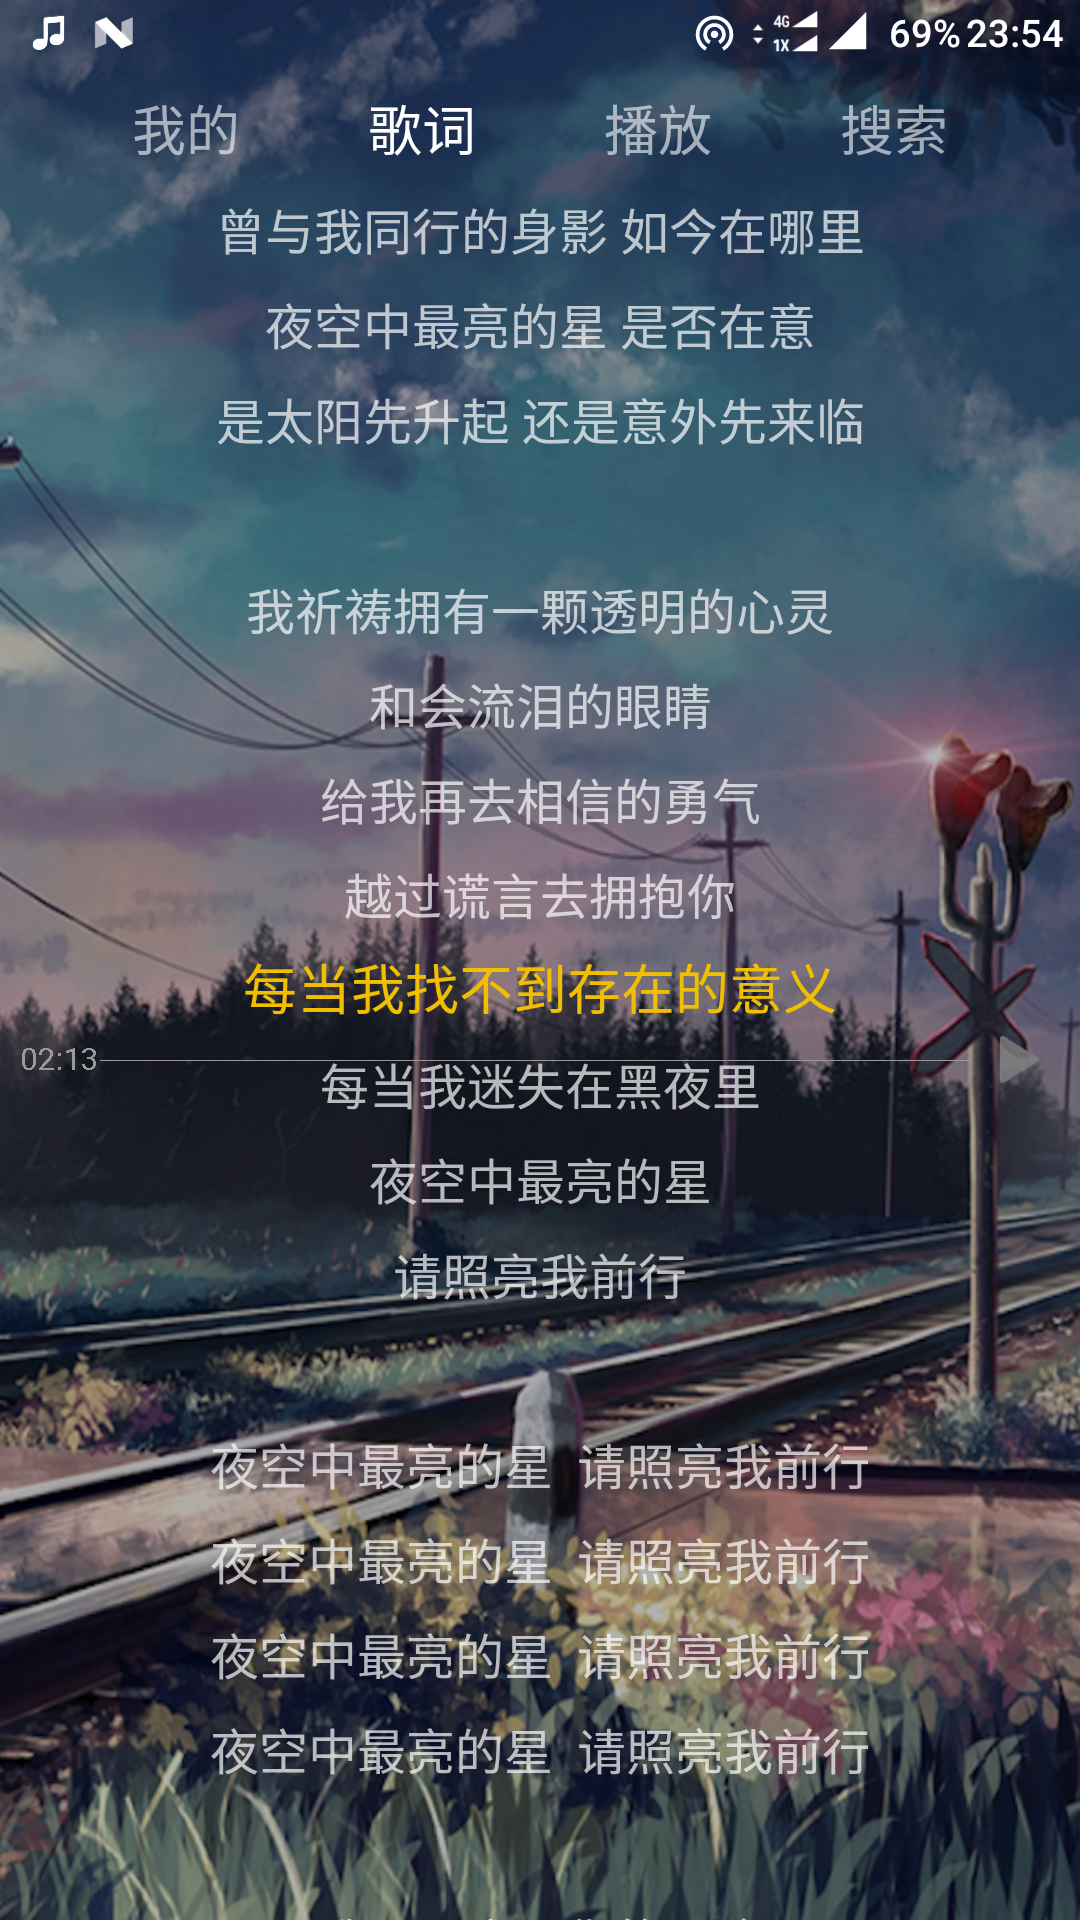 4G 1X 69% 23:54
我的 歌词 播放 搜索
曾与我同行的身影 如今在哪里
夜空中最亮的星 是否在意
是太阳先升起 还是意外先来临
我祈祷拥有一颗透明的心灵
和会流泪的眼睛
给我再去相信的勇气
越过谎言去拥抱你
每当我找不到存在的意义
02:13
每当我迷失在黑夜里
夜空中最亮的星
请照亮我前行
夜空中最亮的星 请照亮我前行
夜空中最亮的星 请照亮我前行
夜空中最亮的星 请照亮我前行
夜空中最亮的星 请照亮我前行